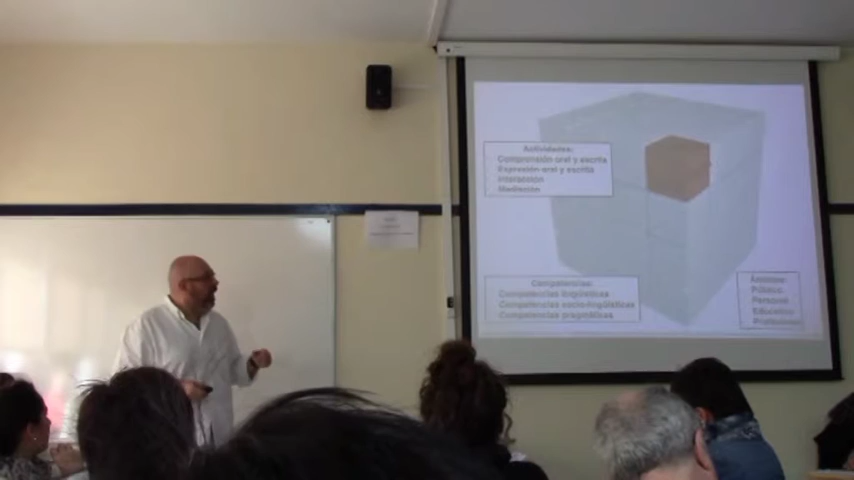 Actividades:
Comprensión oral y escrita
Expresión oral y escrita
Interacción
Mediación
Competencias:
Competencias lingüísticas
Competencias socio-lingüísticas
Competencias pragmáticas
Ámbitos:
Público
Personal
Educativo
Profesional